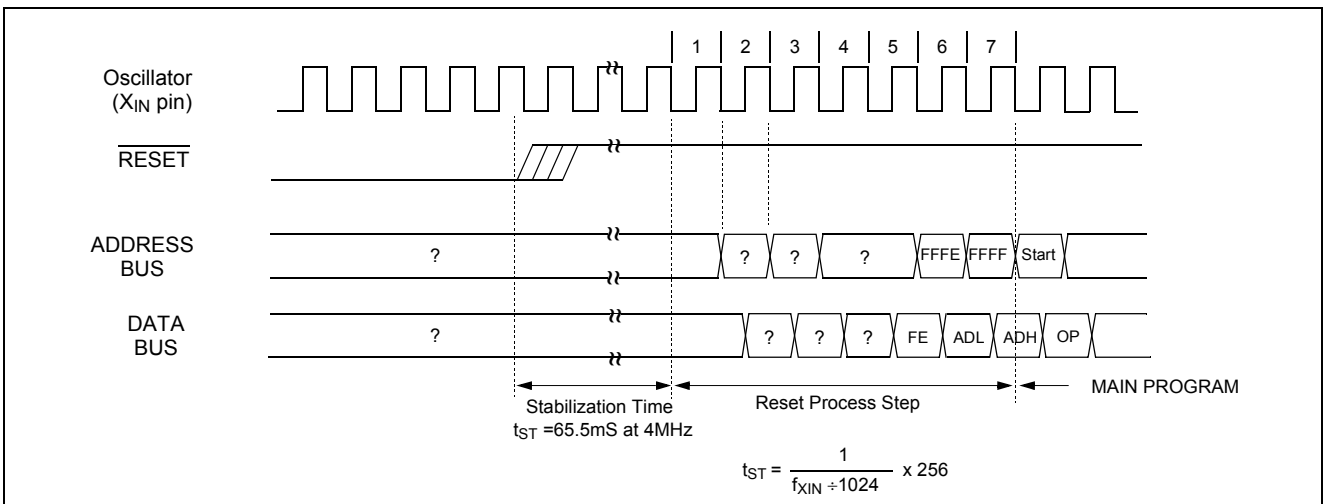 1 2 3 4 5 6 7
Oscillator
(XIN pin)
RESET
ADDRESS
BUS
? ? ? ? FFFE FFFF Start
DATA
BUS
? ? ? ? FE ADL ADH OP
MAIN PROGRAM
Stabilization Time
tST =65.5mS at 4MHz
Reset Process Step
tST = 1 x 256
fXIN ÷1024